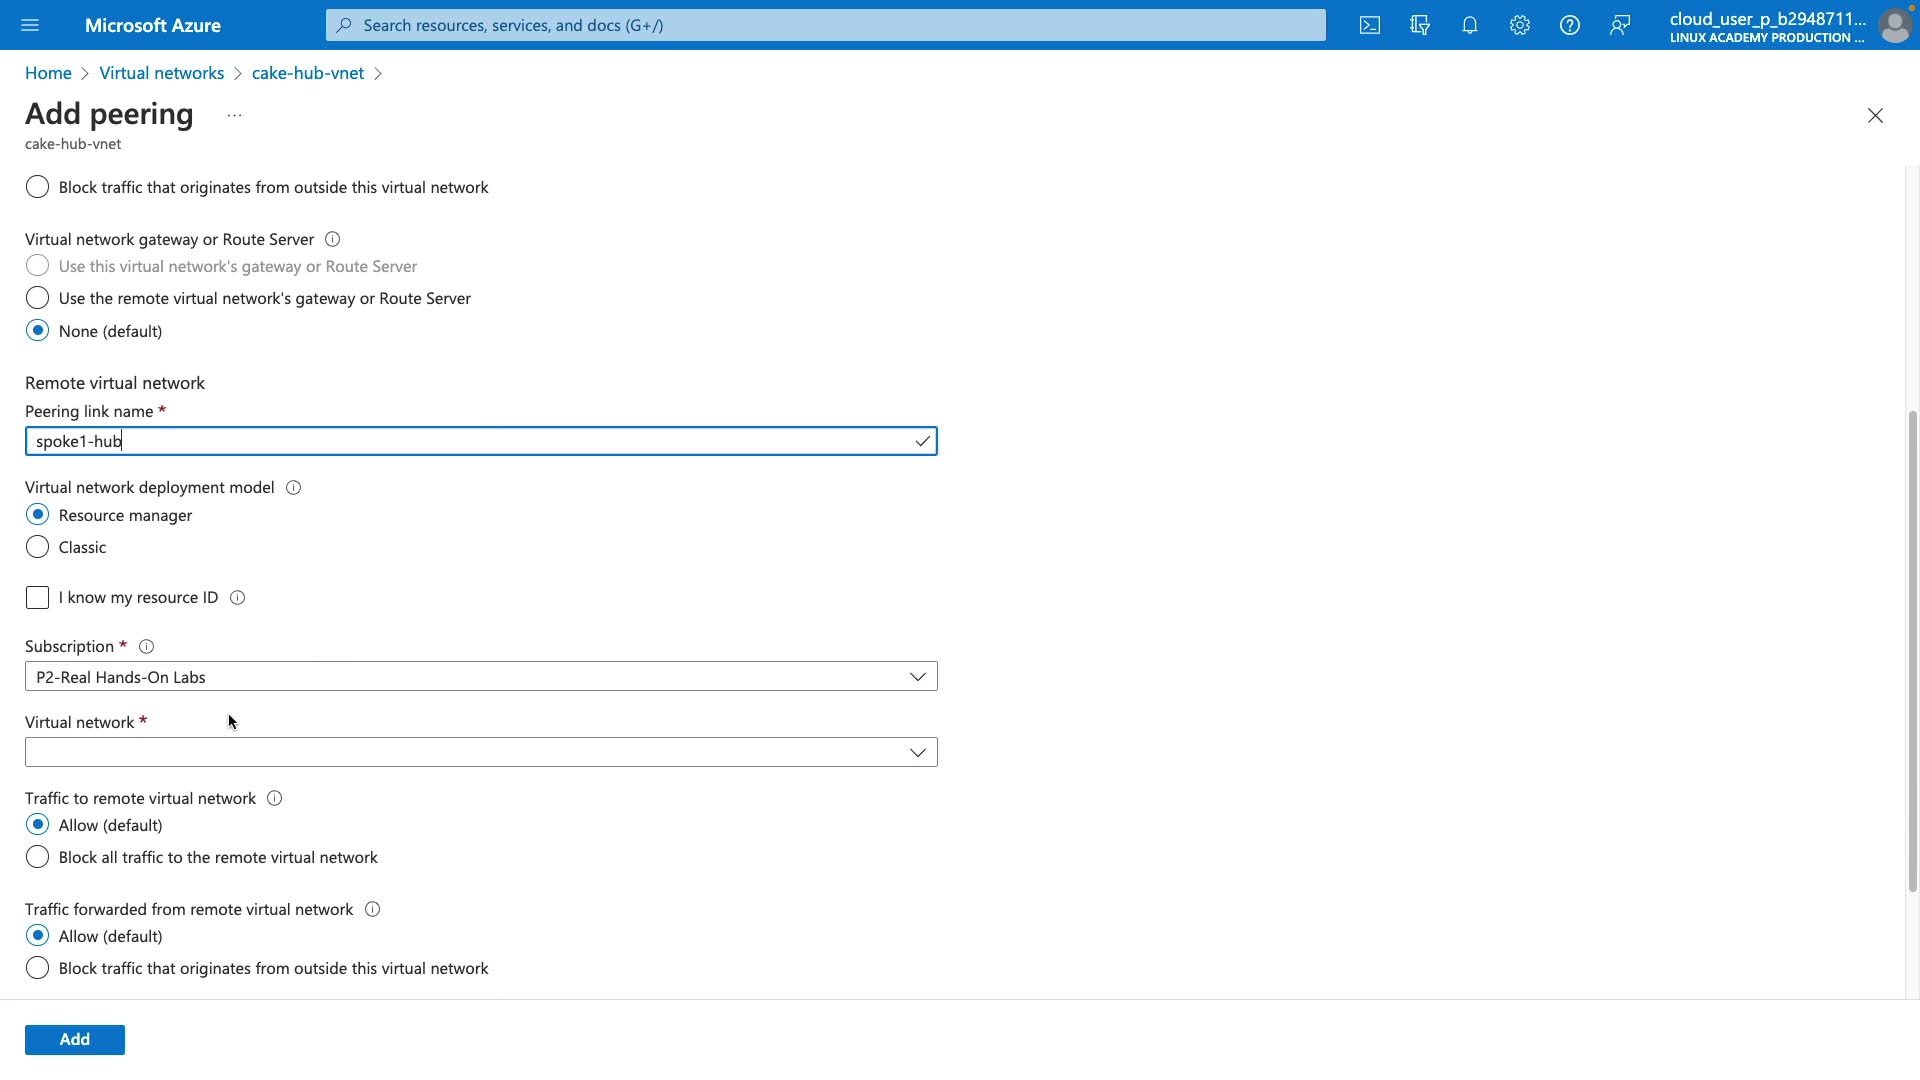 Microsoft Azure
Search resources, services, and docs (G+/)
cloud_user_p_b2948711...
LINUX ACADEMY PRODUCTION ...
Home > Virtual networks > cake-hub-vnet >
Add peering ...
cake-hub-vnet
Block traffic that originates from outside this virtual network
Virtual network gateway or Route Server
Use this virtual network's gateway or Route Server
Use the remote virtual network's gateway or Route Server
None (default)
Remote virtual network
Peering link name *
spoke1-hub
Virtual network deployment model
Resource manager
Classic
I know my resource ID
Subscription *
P2-Real Hands-On Labs
Virtual network *
Traffic to remote virtual network
Allow (default)
Block all traffic to the remote virtual network
Traffic forwarded from remote virtual network
Allow (default)
Block traffic that originates from outside this virtual network
Add